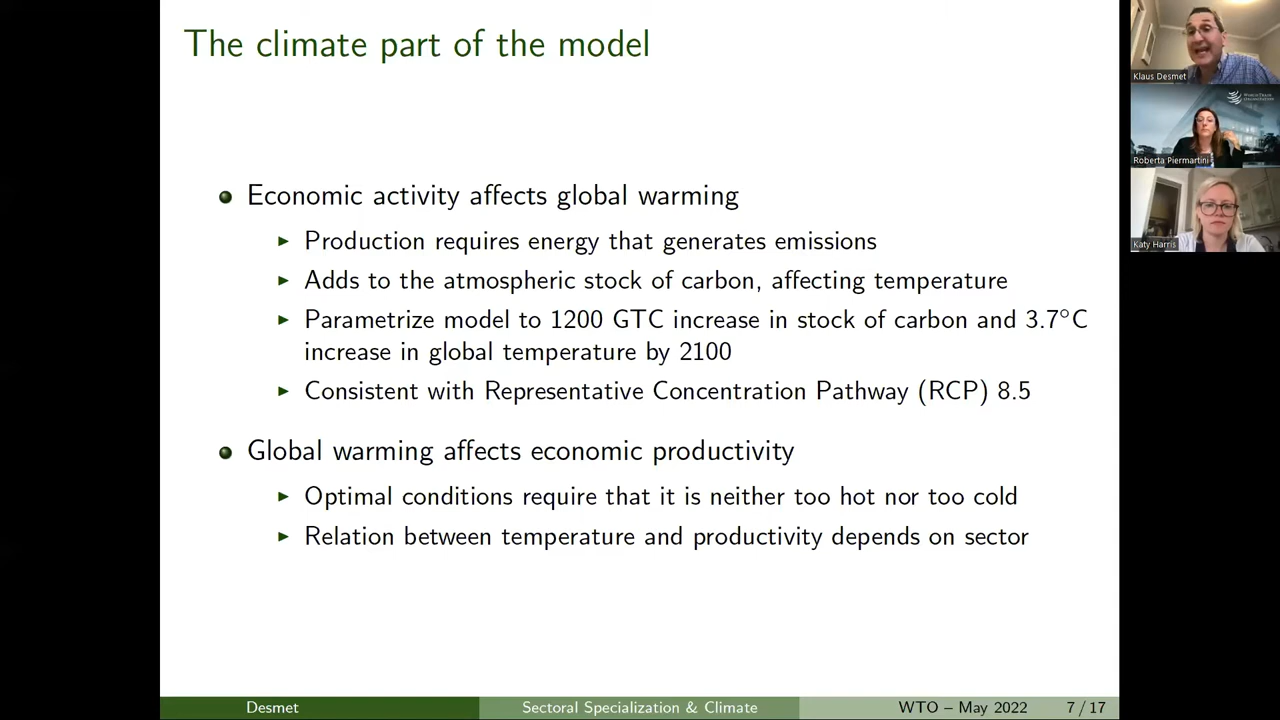 The climate part of the model
Economic activity affects global warming
Production requires energy that generates emissions
Adds to the atmospheric stock of carbon, affecting temperature
Parametrize model to 1200 GTC increase in stock of carbon and 3.7°C
increase in global temperature by 2100
Consistent with Representative Concentration Pathway (RCP) 8.5
Global warming affects economic productivity
Optimal conditions require that it is neither too hot nor too cold
Relation between temperature and productivity depends on sector
Desmet
Sectoral Specialization & Climate
WTO – May 2022
7 / 17
Klaus Desmet
WORLD TRADE
ORGANIZATION
Roberta Piermartini
Katy Harris